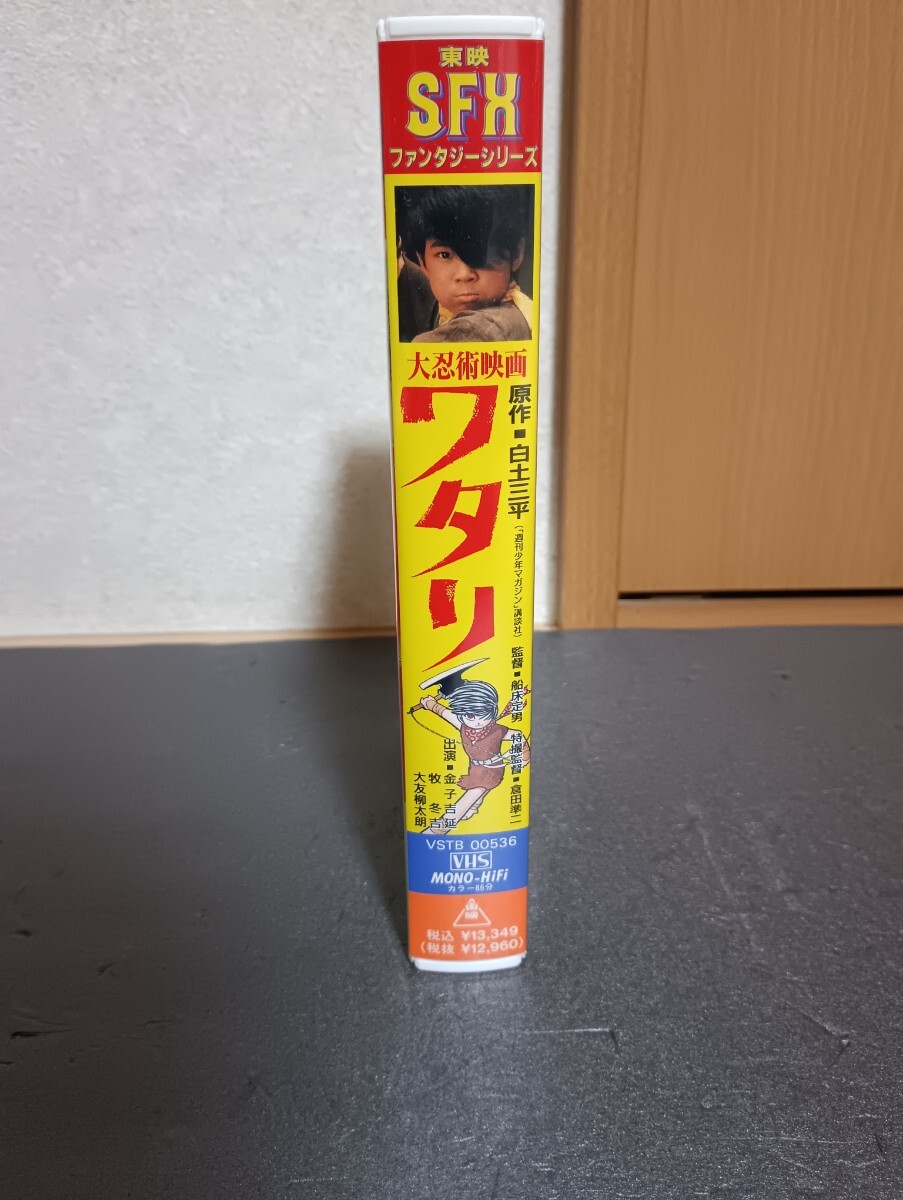 東映
SFX
ファンタジーシリーズ
大忍術映画
ワタリ
原作■白土三平
(「週刊少年マガジン」講談社)
監督■船床定男 特撮監督■倉田準二
出演■金子吉延
牧冬吉
大友柳太朗
VSTB 00536
VHS
MONO-HiFi
カラー86分
税込 ¥13,349
(税抜 ¥12,960)